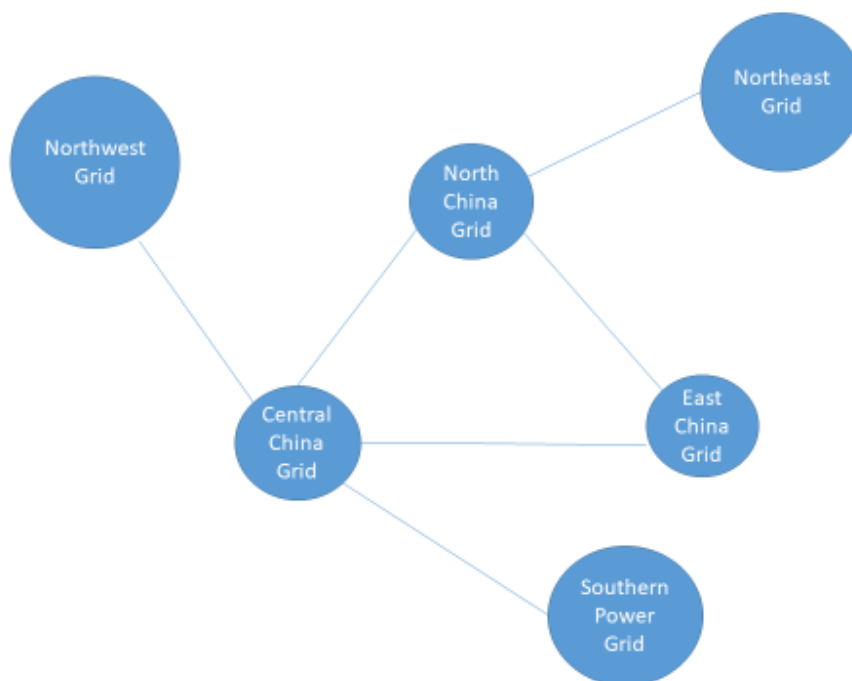 Northeast
Grid
Northwest
Grid
North
China
Grid
Central
China
Grid
East
China
Grid
Southern
Power
Grid